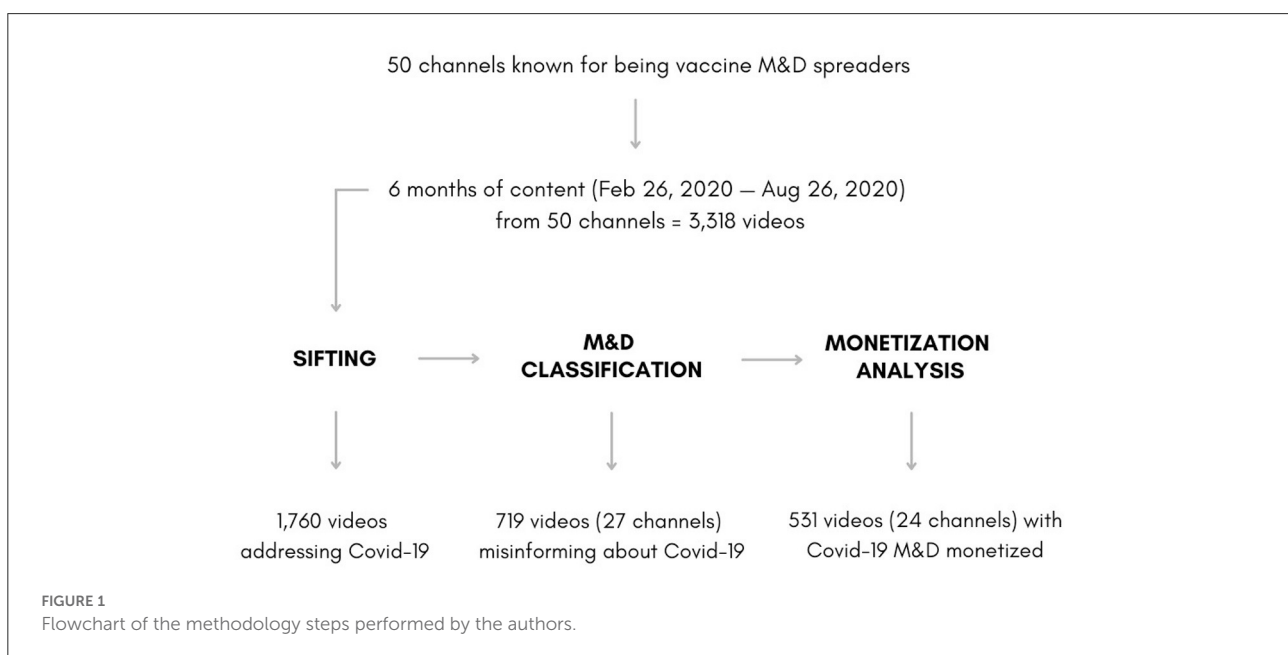 50 channels known for being vaccine M&D spreaders
6 months of content (Feb 26, 2020 — Aug 26, 2020)
from 50 channels = 3,318 videos
SIFTING
M&D
CLASSIFICATION
MONETIZATION
ANALYSIS
1,760 videos
addressing Covid-19
719 videos (27 channels)
misinforming about Covid-19
531 videos (24 channels) with
Covid-19 M&D monetized
FIGURE 1
Flowchart of the methodology steps performed by the authors.